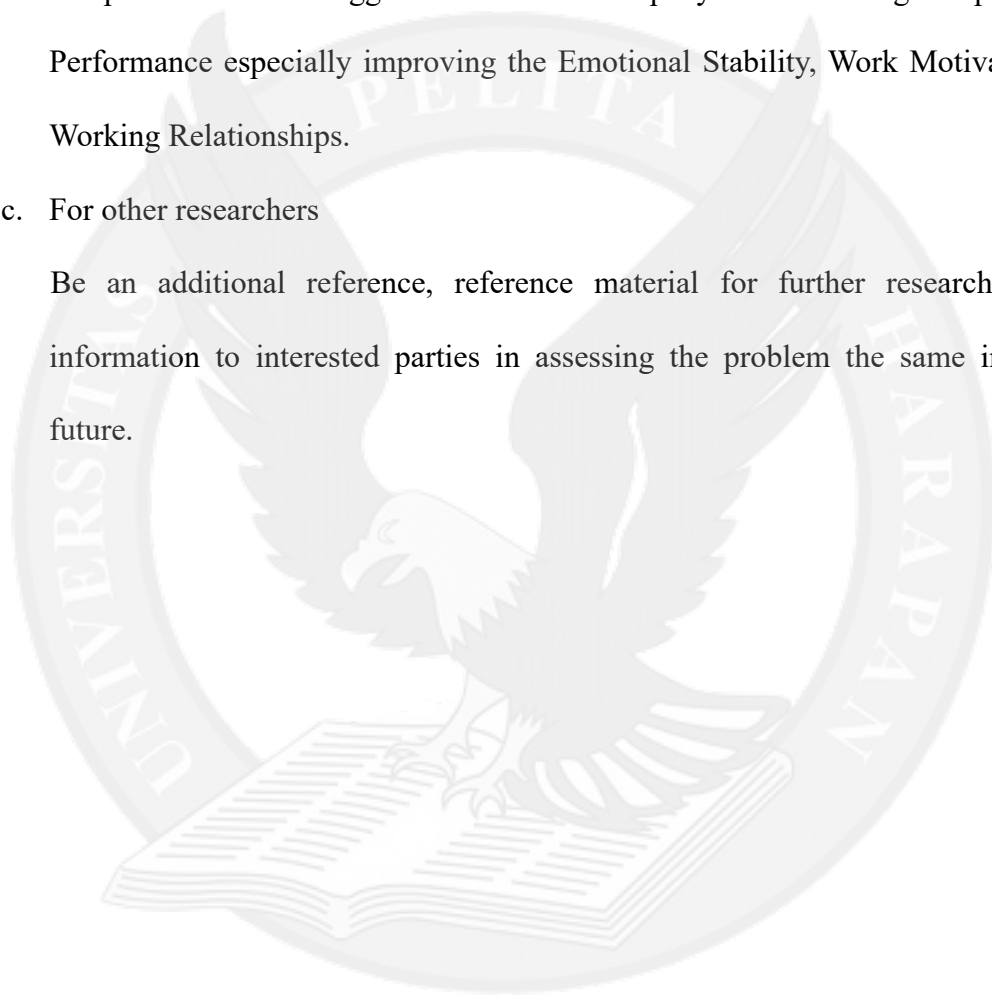 Performance especially improving the Emotional Stability, Work
Working Relationships.
c. For other researchers
Be an additional reference, reference material for further research
information to interested parties in assessing the problem the same
future.
UNIVERSITAS PELITA HARAPAN